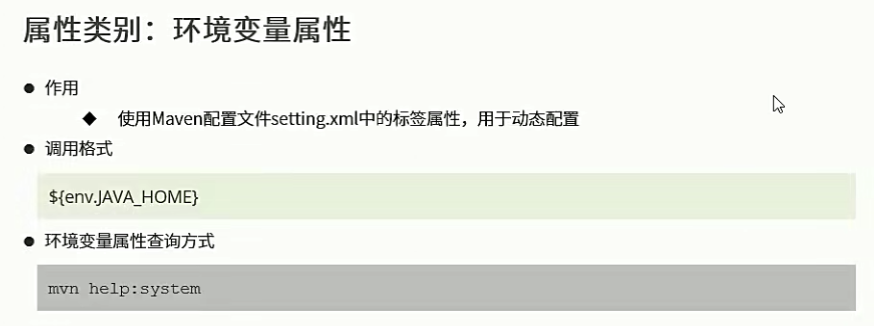 属性类别：环境变量属性
作用
使用Maven配置文件setting.xml中的标签属性，用于动态配置
调用格式
${env.JAVA_HOME}
环境变量属性查询方式
mvn help:system